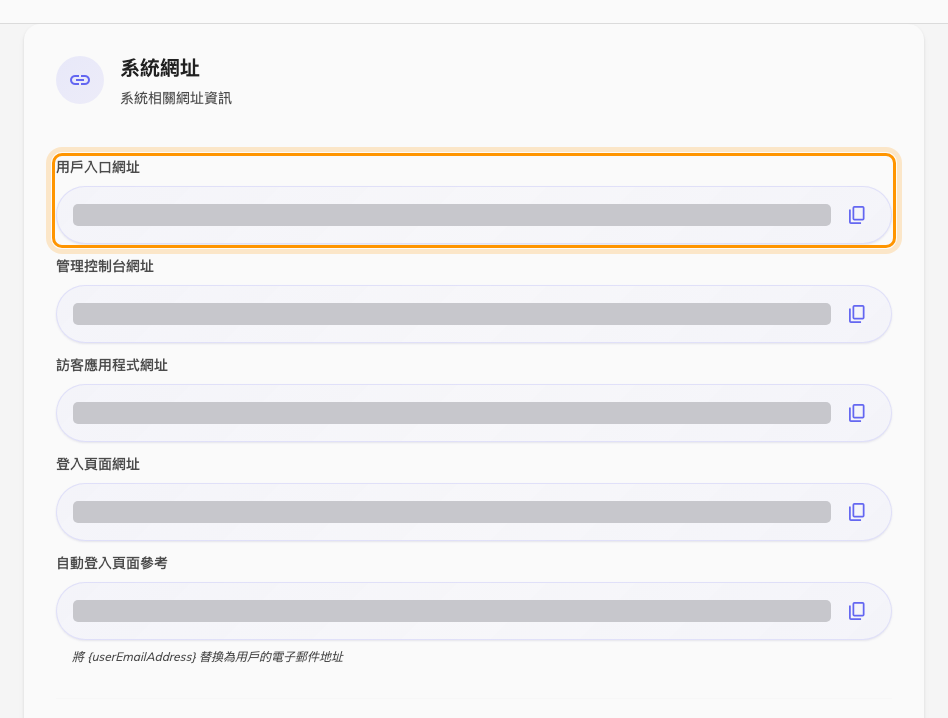 系統網址
系統相關網址資訊
用戶入口網址
管理控制台網址
訪客應用程式網址
登入頁面網址
自動登入頁面參考
將 {userEmailAddress} 替換為用戶的電子郵件地址